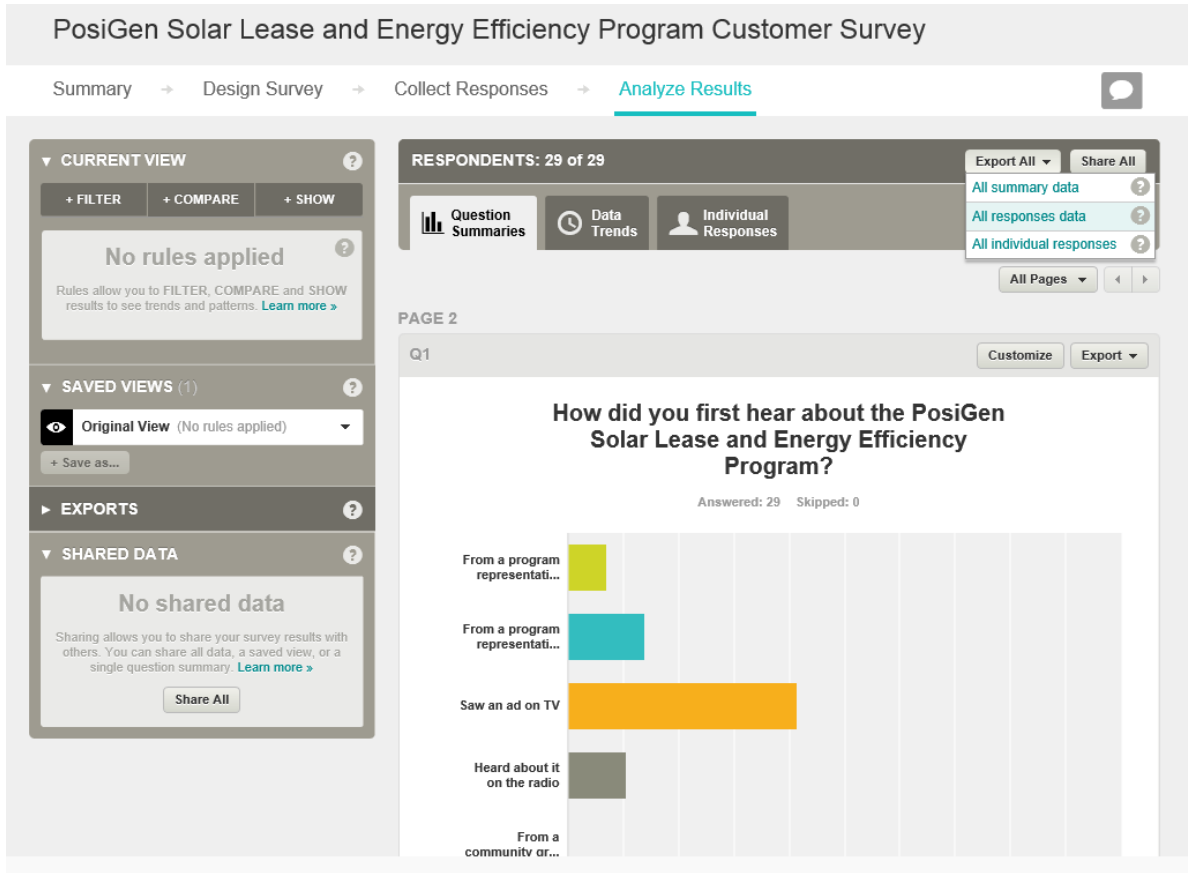 PosiGen Solar Lease and Energy Efficiency Program Customer Survey
Summary Design Survey Collect Responses Analyze Results
CURRENT VIEW ?
+ FILTER + COMPARE + SHOW
No rules applied ?
Rules allow you to FILTER, COMPARE and SHOW
results to see trends and patterns. Learn more »
SAVED VIEWS (1) ?
Original View (No rules applied)
+ Save as...
EXPORTS ?
SHARED DATA ?
No shared data
Sharing allows you to share your survey results with
others. You can share all data, a saved view, or a
single question summary. Learn more »
Share All
RESPONDENTS: 29 of 29
Export All Share All
All summary data ?
All responses data ?
All individual responses ?
Question
Summaries
Data
Trends
Individual
Responses
All Pages
PAGE 2
Q1
Customize Export
How did you first hear about the PosiGen
Solar Lease and Energy Efficiency
Program?
Answered: 29 Skipped: 0
From a program
representati...
From a program
representati...
Saw an ad on TV
Heard about it
on the radio
From a
community gr...